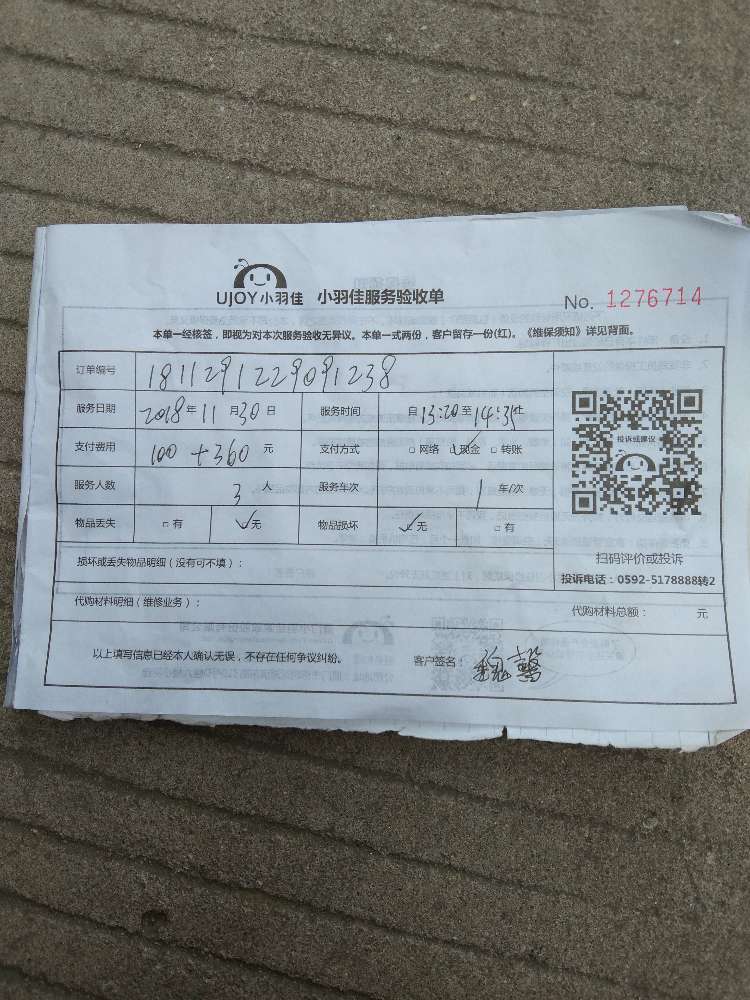 UJOY小羽佳 小羽佳服务验收单 No. 1276714
本单一经核签，即视为对本次服务验收无异议。本单一式两份，客户留存一份(红)。《维保须知》详见背面。
订单编号 1811291229091238
服务日期 2018年11月30日 服务时间 自13:20至14:35止
支付费用 100+360元 支付方式 □网络 ☑现金 □转账
服务人数 3人 服务车次 1车/次
物品丢失 □有 ☑无 物品损坏 ☑无 □有
投诉或建议
扫码评价或投诉
投诉电话：0592-5178888转2
损坏或丢失物品明细（没有可不填）：
代购材料明细（维修业务）： 代购材料总额： 元
以上填写信息已经本人确认无误，不存在任何争议纠纷。 客户签名：